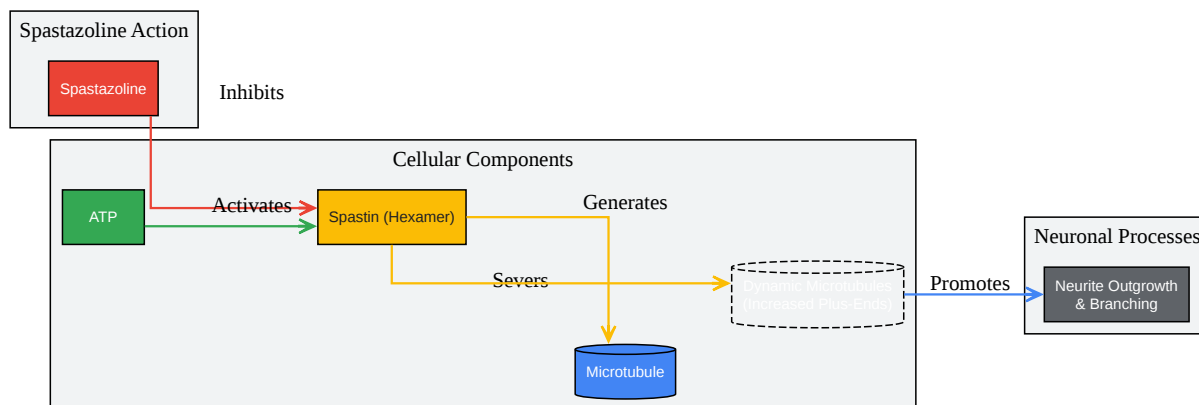 Spastazoline Action
Spastazoline
Inhibits
Cellular Components
ATP
Activates
Spastin (Hexamer)
Generates
Severs
Dynamic Microtubules
(Increased Plus-Ends)
Promotes
Neuronal Processes
Neurite Outgrowth
& Branching
Microtubule